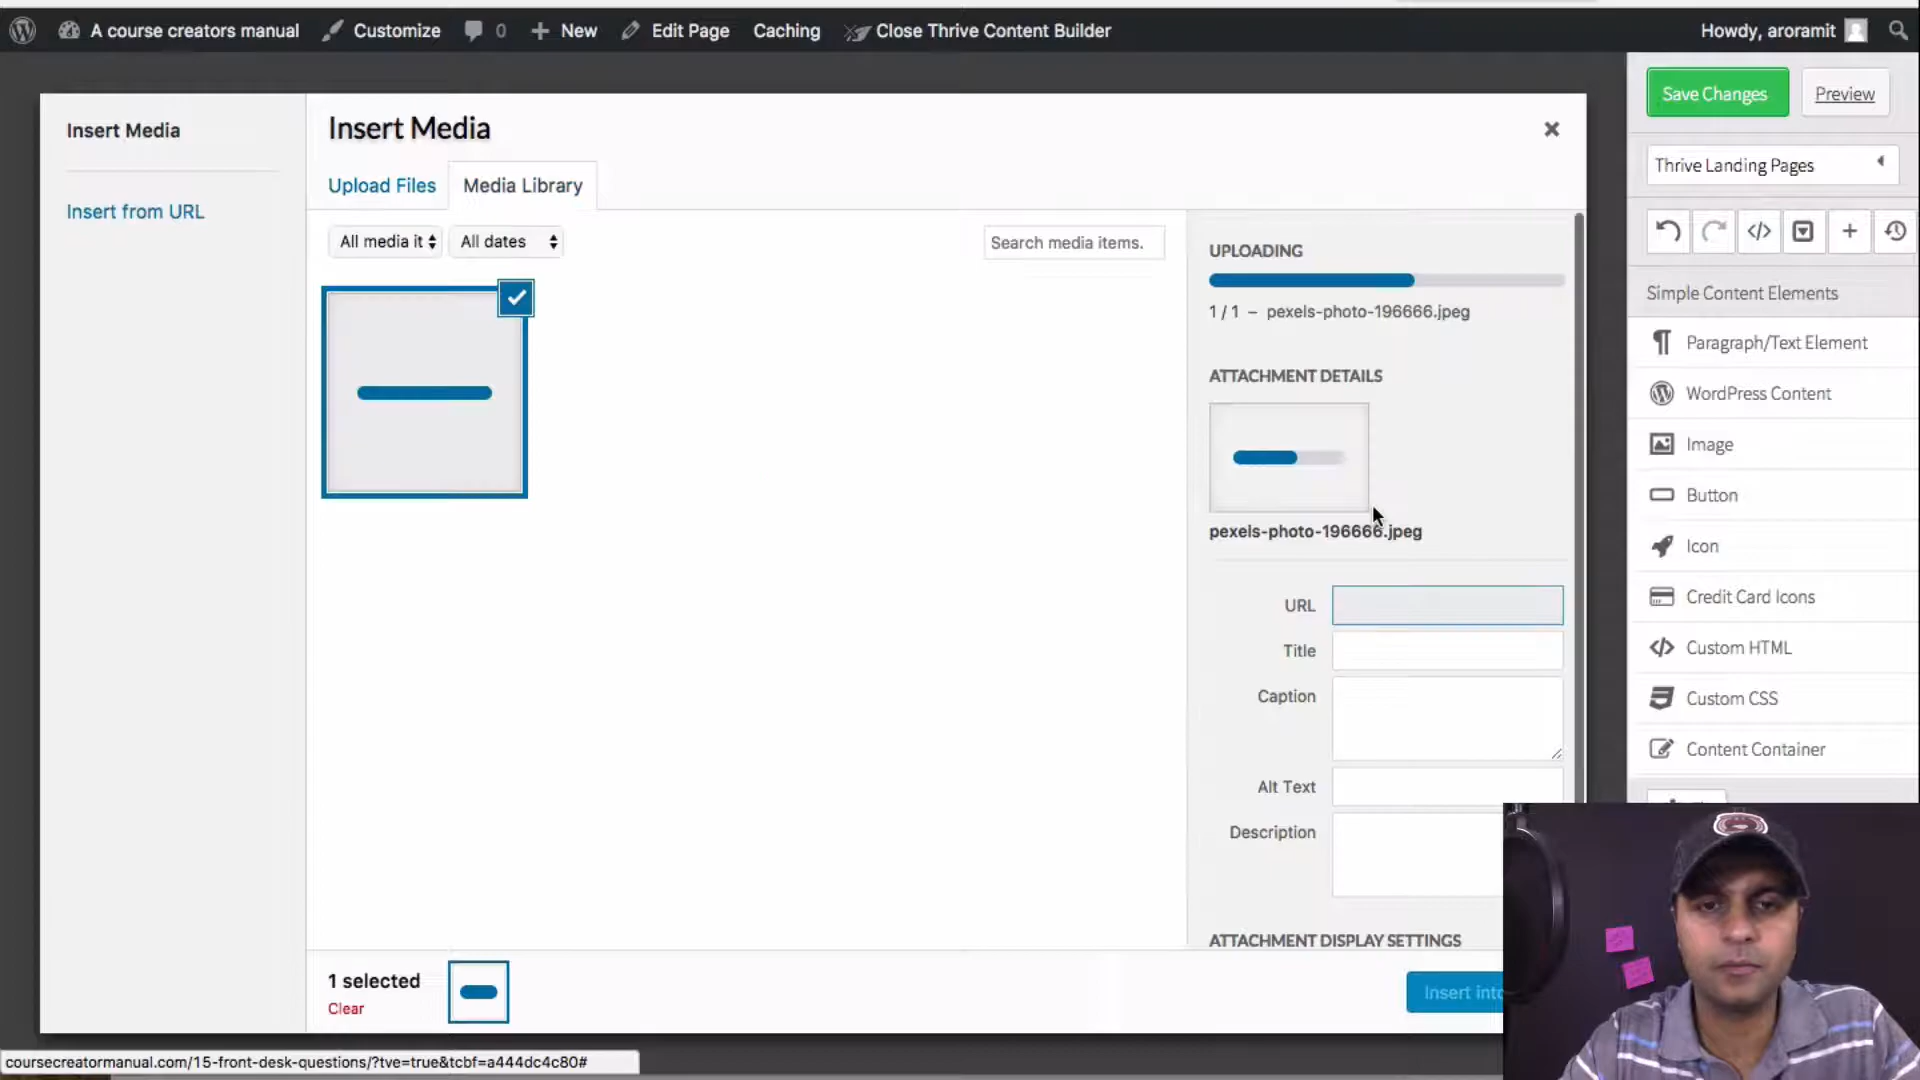 A course creators manual
Customize
0
New
Edit Page
Caching
Close Thrive Content Builder
Howdy, aroramit
Insert Media
Insert from URL
Insert Media
Upload Files
Media Library
All media it
All dates
Search media items.
UPLOADING
1 / 1 – pexels-photo-196666.jpeg
ATTACHMENT DETAILS
pexels-photo-196666.jpeg
URL
Title
Caption
Alt Text
Description
ATTACHMENT DISPLAY SETTINGS
1 selected
Clear
Insert into
Save Changes
Preview
Thrive Landing Pages
Simple Content Elements
Paragraph/Text Element
WordPress Content
Image
Button
Icon
Credit Card Icons
Custom HTML
Custom CSS
Content Container
coursecreatormanual.com/15-front-desk-questions/?tve=true&tcbf=a444dc4c80#